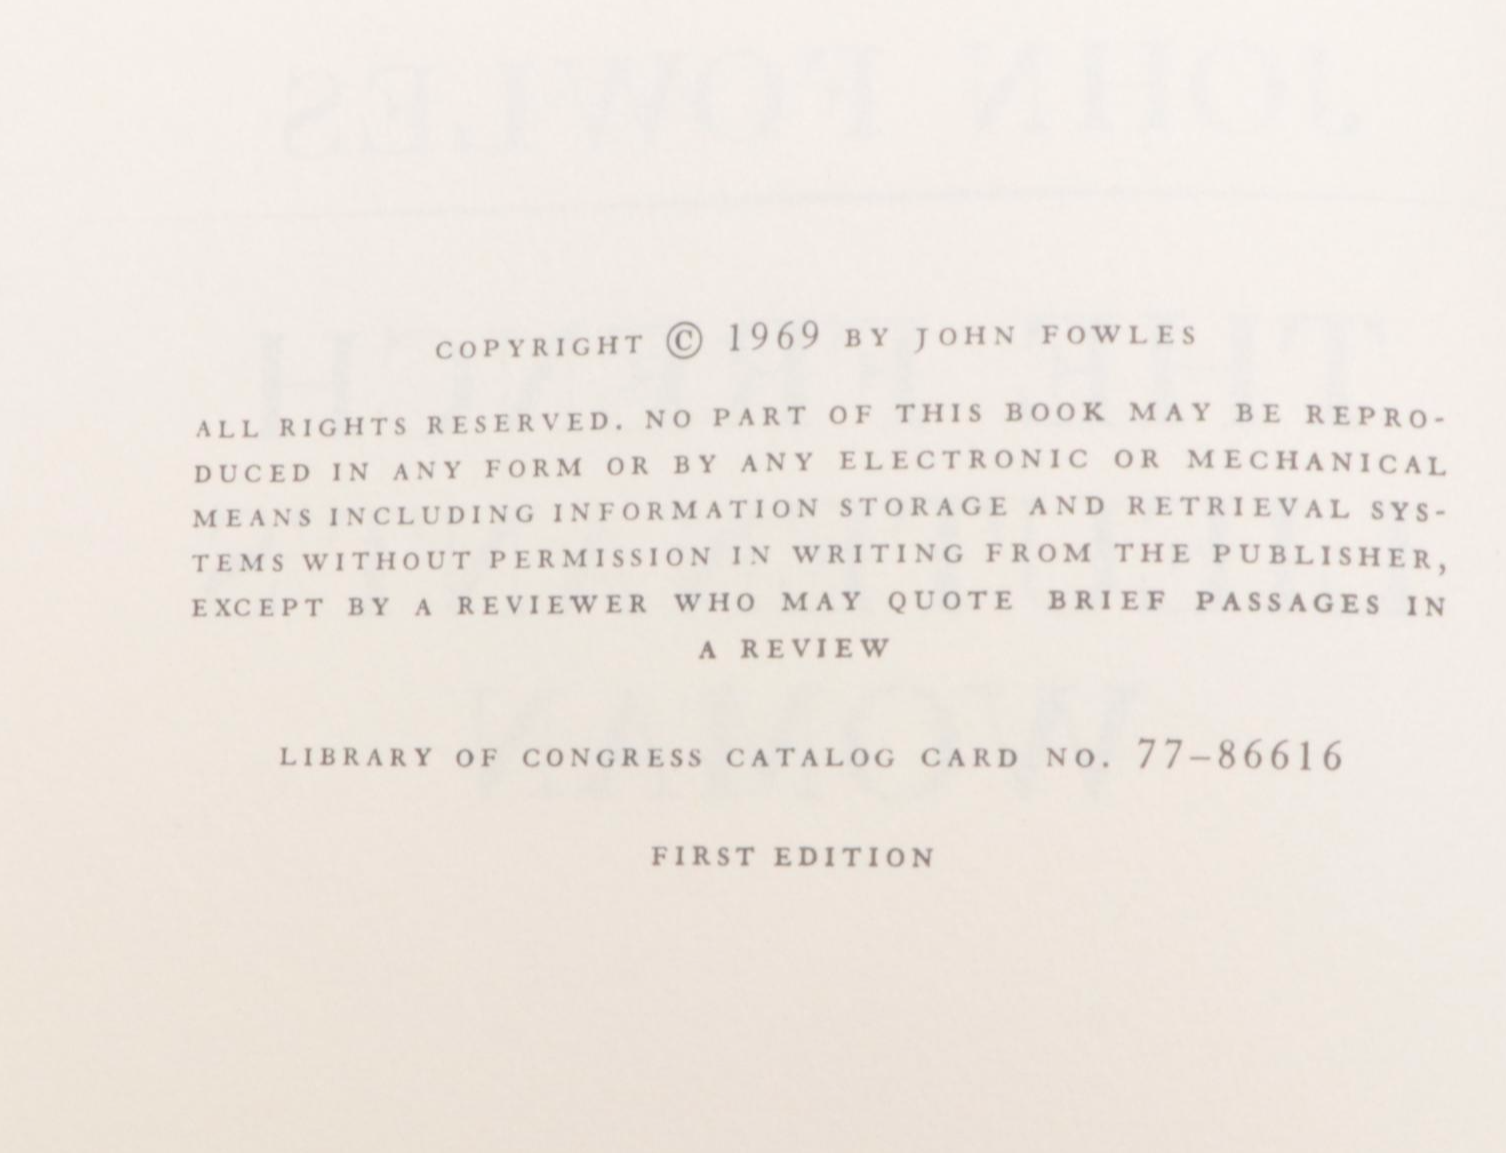 COPYRIGHT © 1969 BY JOHN FOWLES
ALL RIGHTS RESERVED. NO PART OF THIS BOOK MAY BE REPRO-
DUCED IN ANY FORM OR BY ANY ELECTRONIC OR MECHANICAL
MEANS INCLUDING INFORMATION STORAGE AND RETRIEVAL SYS-
TEMS WITHOUT PERMISSION IN WRITING FROM THE PUBLISHER,
EXCEPT BY A REVIEWER WHO MAY QUOTE BRIEF PASSAGES IN
A REVIEW
LIBRARY OF CONGRESS CATALOG CARD NO. 77-86616
FIRST EDITION